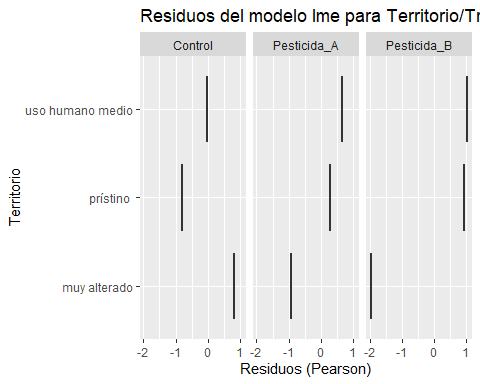 Residuos del modelo lme para Territorio/Tr
Control Pesticida_A Pesticida_B
uso humano medio
prístino
muy alterado
Territorio
-2 -1 0 1 -2 -1 0 1 -2 -1 0 1
Residuos (Pearson)